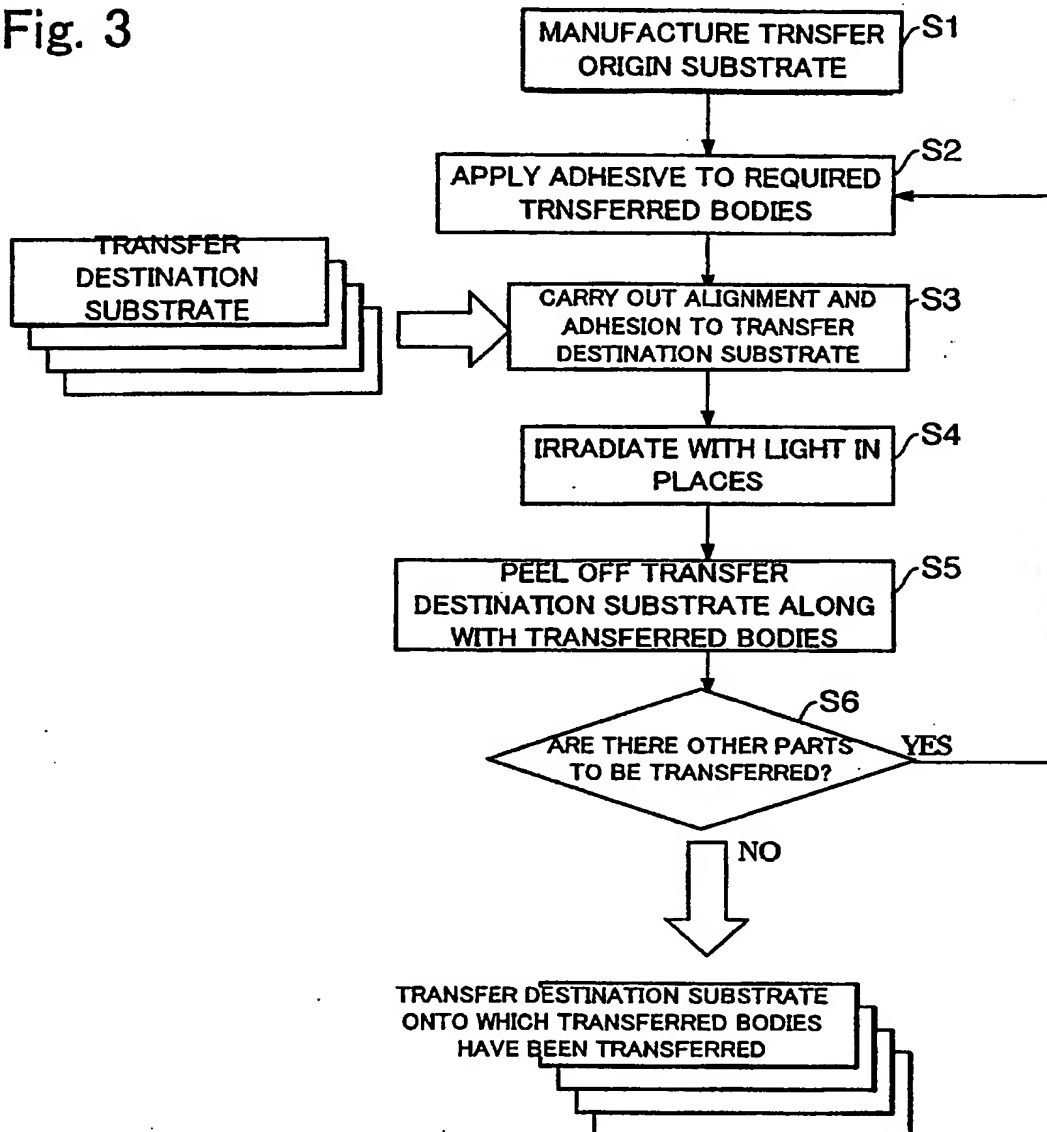 Fig. 3
MANUFACTURE TRNSFER
ORIGIN SUBSTRATE
S1
APPLY ADHESIVE TO REQUIRED
TRNSFERRED BODIES
S2
TRANSFER
DESTINATION
SUBSTRATE
CARRY OUT ALIGNMENT AND
ADHESION TO TRANSFER
DESTINATION SUBSTRATE
S3
IRRADIATE WITH LIGHT IN
PLACES
S4
PEEL OFF TRANSFER
DESTINATION SUBSTRATE ALONG
WITH TRANSFERRED BODIES
S5
ARE THERE OTHER PARTS
TO BE TRANSFERRED?
S6
YES
NO
TRANSFER DESTINATION SUBSTRATE
ONTO WHICH TRANSFERRED BODIES
HAVE BEEN TRANSFERRED